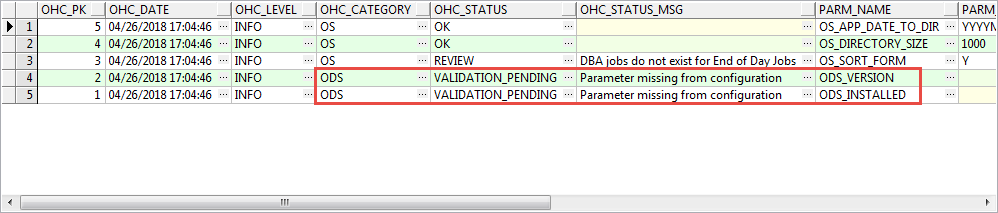 OHC_PK OHC_DATE OHC_LEVEL OHC_CATEGORY OHC_STATUS OHC_STATUS_MSG PARM_NAME PARM
1 5 04/26/2018 17:04:46 INFO OS OK OS_APP_DATE_TO_DIR YYYYM
2 4 04/26/2018 17:04:46 INFO OS OK OS_DIRECTORY_SIZE 1000
3 3 04/26/2018 17:04:46 INFO OS REVIEW DBA jobs do not exist for End of Day Jobs OS_SORT_FORM Y
4 2 04/26/2018 17:04:46 INFO ODS VALIDATION_PENDING Parameter missing from configuration ODS_VERSION
5 1 04/26/2018 17:04:46 INFO ODS VALIDATION_PENDING Parameter missing from configuration ODS_INSTALLED